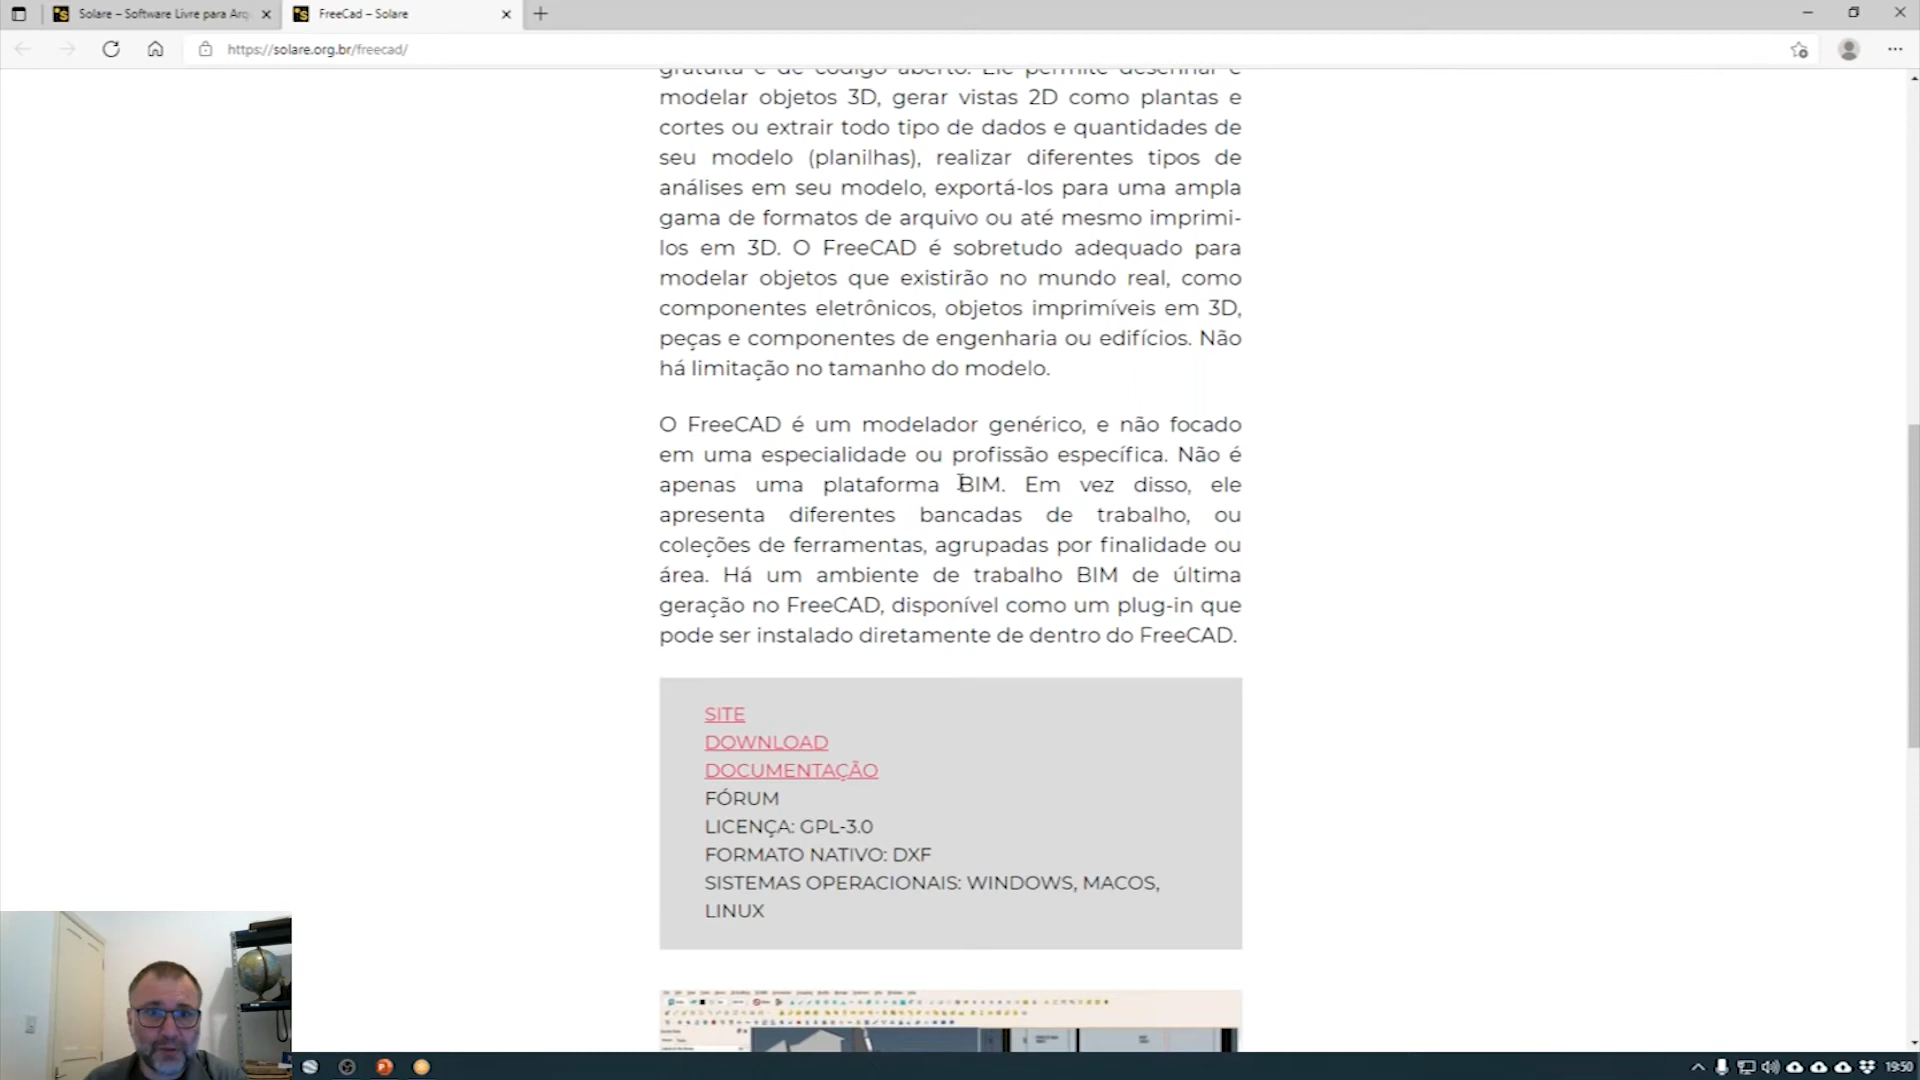 Solare – Software Livre para Arq
FreeCad – Solare
https://solare.org.br/freecad/
gratuita e de código aberto. Ele permite desenhar e
modelar objetos 3D, gerar vistas 2D como plantas e
cortes ou extrair todo tipo de dados e quantidades de
seu modelo (planilhas), realizar diferentes tipos de
análises em seu modelo, exportá-los para uma ampla
gama de formatos de arquivo ou até mesmo imprimi-
los em 3D. O FreeCAD é sobretudo adequado para
modelar objetos que existirão no mundo real, como
componentes eletrônicos, objetos imprimíveis em 3D,
peças e componentes de engenharia ou edifícios. Não
há limitação no tamanho do modelo.
O FreeCAD é um modelador genérico, e não focado
em uma especialidade ou profissão específica. Não é
apenas uma plataforma BIM. Em vez disso, ele
apresenta diferentes bancadas de trabalho, ou
coleções de ferramentas, agrupadas por finalidade ou
área. Há um ambiente de trabalho BIM de última
geração no FreeCAD, disponível como um plug-in que
pode ser instalado diretamente de dentro do FreeCAD.
SITE
DOWNLOAD
DOCUMENTAÇÃO
FÓRUM
LICENÇA: GPL-3.0
FORMATO NATIVO: DXF
SISTEMAS OPERACIONAIS: WINDOWS, MACOS,
LINUX
19:50